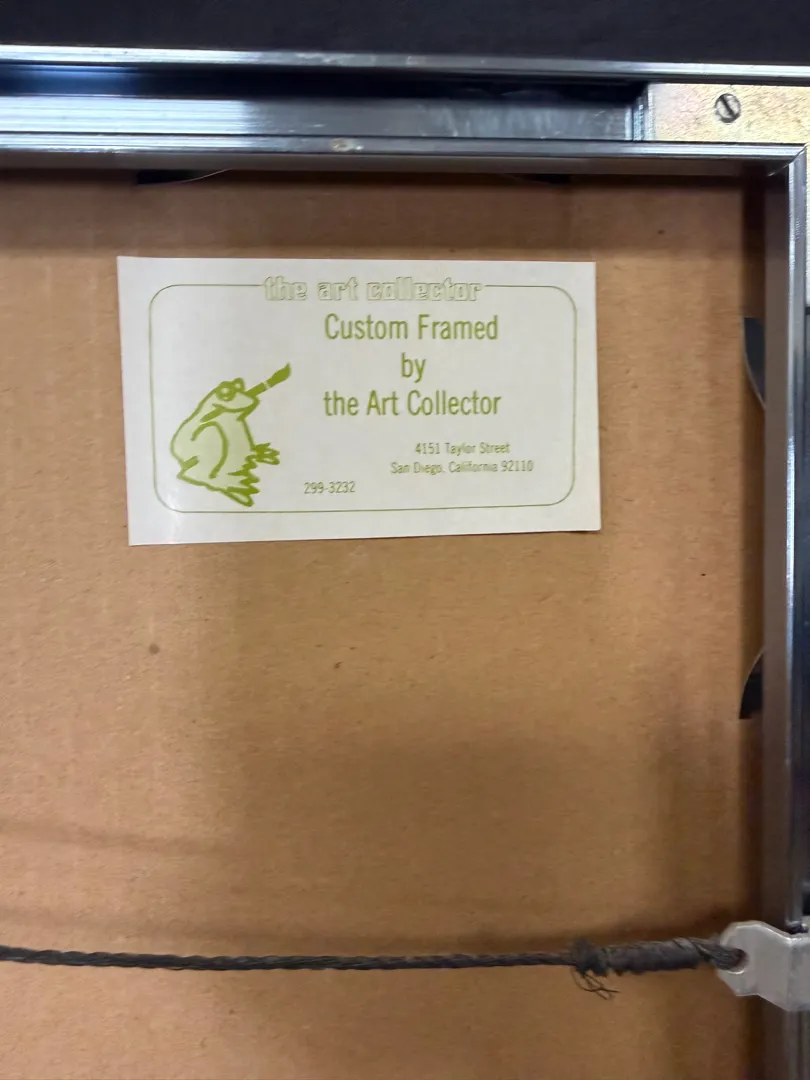 the art collector
Custom Framed
by
the Art Collector
4151 Taylor Street
San Diego, California 92110
299-3232